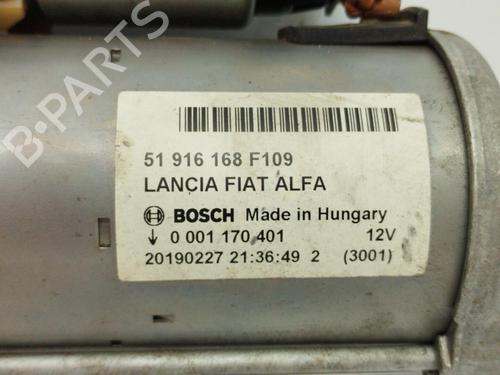 51 916 168 F109
LANCIA FIAT ALFA
BOSCH Made in Hungary
↓ 0 001 170 401 12V
20190227 21:36:49 2 (3001)
B-PARTS